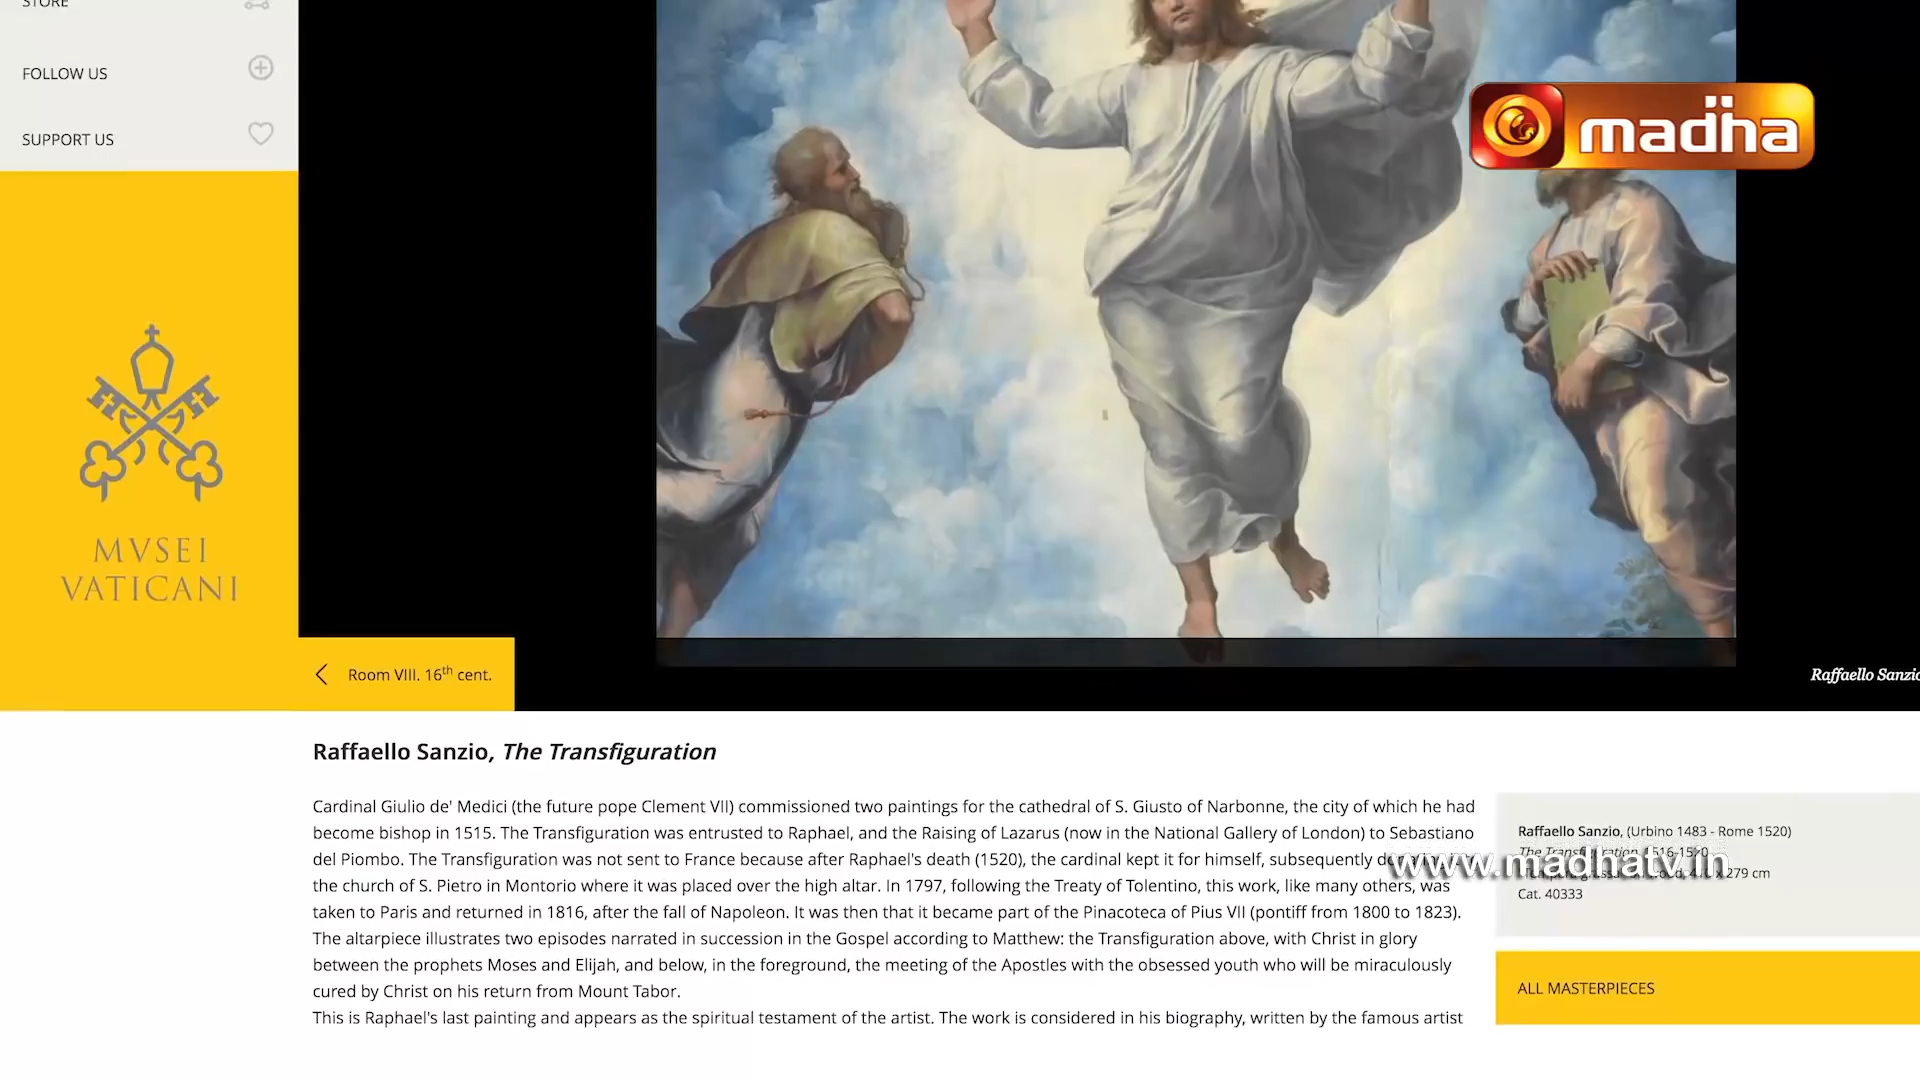 STORE
FOLLOW US
SUPPORT US
madha
MVSEI
VATICANI
Room VIII. 16th cent.
Raffaello Sanzio
Raffaello Sanzio, The Transfiguration
Cardinal Giulio de' Medici (the future pope Clement VII) commissioned two paintings for the cathedral of S. Giusto of Narbonne, the city of which he had
become bishop in 1515. The Transfiguration was entrusted to Raphael, and the Raising of Lazarus (now in the National Gallery of London) to Sebastiano
del Piombo. The Transfiguration was not sent to France because after Raphael's death (1520), the cardinal kept it for himself, subsequently
the church of S. Pietro in Montorio where it was placed over the high altar. In 1797, following the Treaty of Tolentino, this work, like many others, was
taken to Paris and returned in 1816, after the fall of Napoleon. It was then that it became part of the Pinacoteca of Pius VII (pontiff from 1800 to 1823).
The altarpiece illustrates two episodes narrated in succession in the Gospel according to Matthew: the Transfiguration above, with Christ in glory
between the prophets Moses and Elijah, and below, in the foreground, the meeting of the Apostles with the obsessed youth who will be miraculously
cured by Christ on his return from Mount Tabor.
This is Raphael's last painting and appears as the spiritual testament of the artist. The work is considered in his biography, written by the famous artist
Raffaello Sanzio, (Urbino 1483 - Rome 1520)
The Transfiguration, 1516-1520
www.madhatv.in
279 cm
Cat. 40333
ALL MASTERPIECES